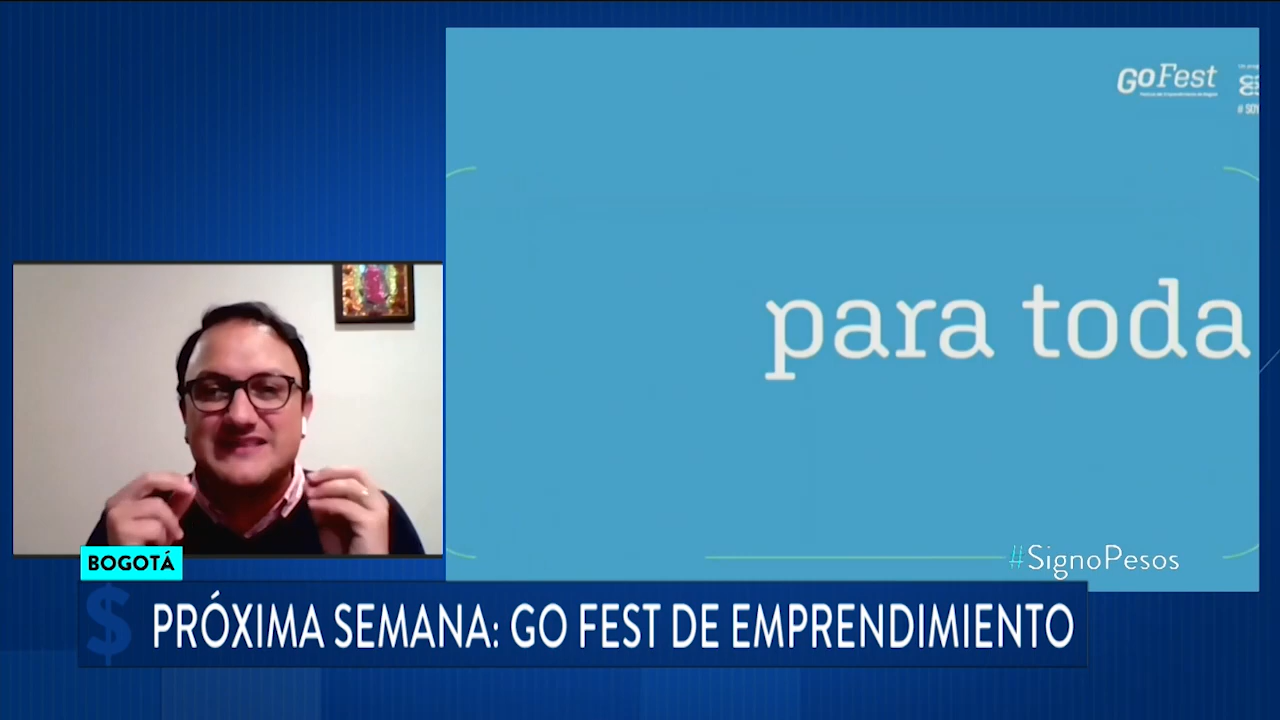 GoFest
para toda
#SignoPesos
BOGOTÁ
$ PRÓXIMA SEMANA: GO FEST DE EMPRENDIMIENTO